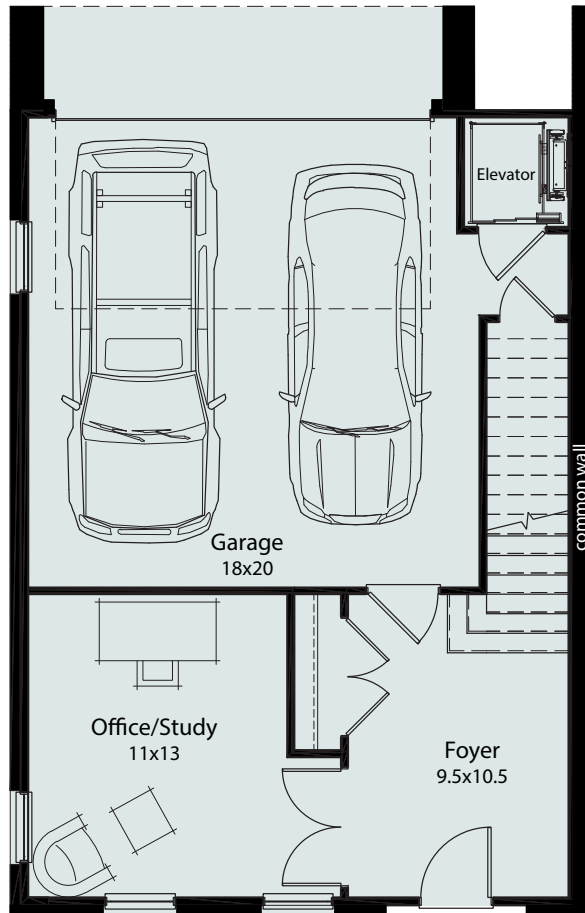 Elevator
common wall
Garage
18x20
Office/Study
11x13
Foyer
9.5x10.5